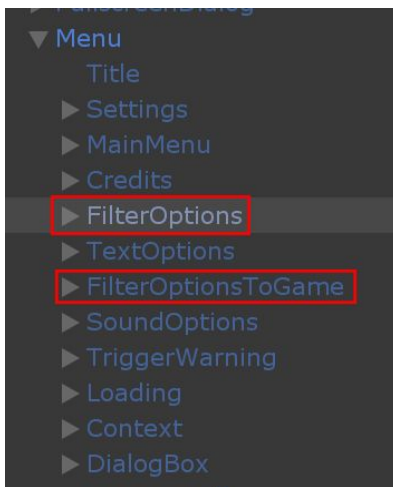 Menu
Title
Settings
MainMenu
Credits
FilterOptions
TextOptions
FilterOptionsToGame
SoundOptions
TriggerWarning
Loading
Context
DialogBox